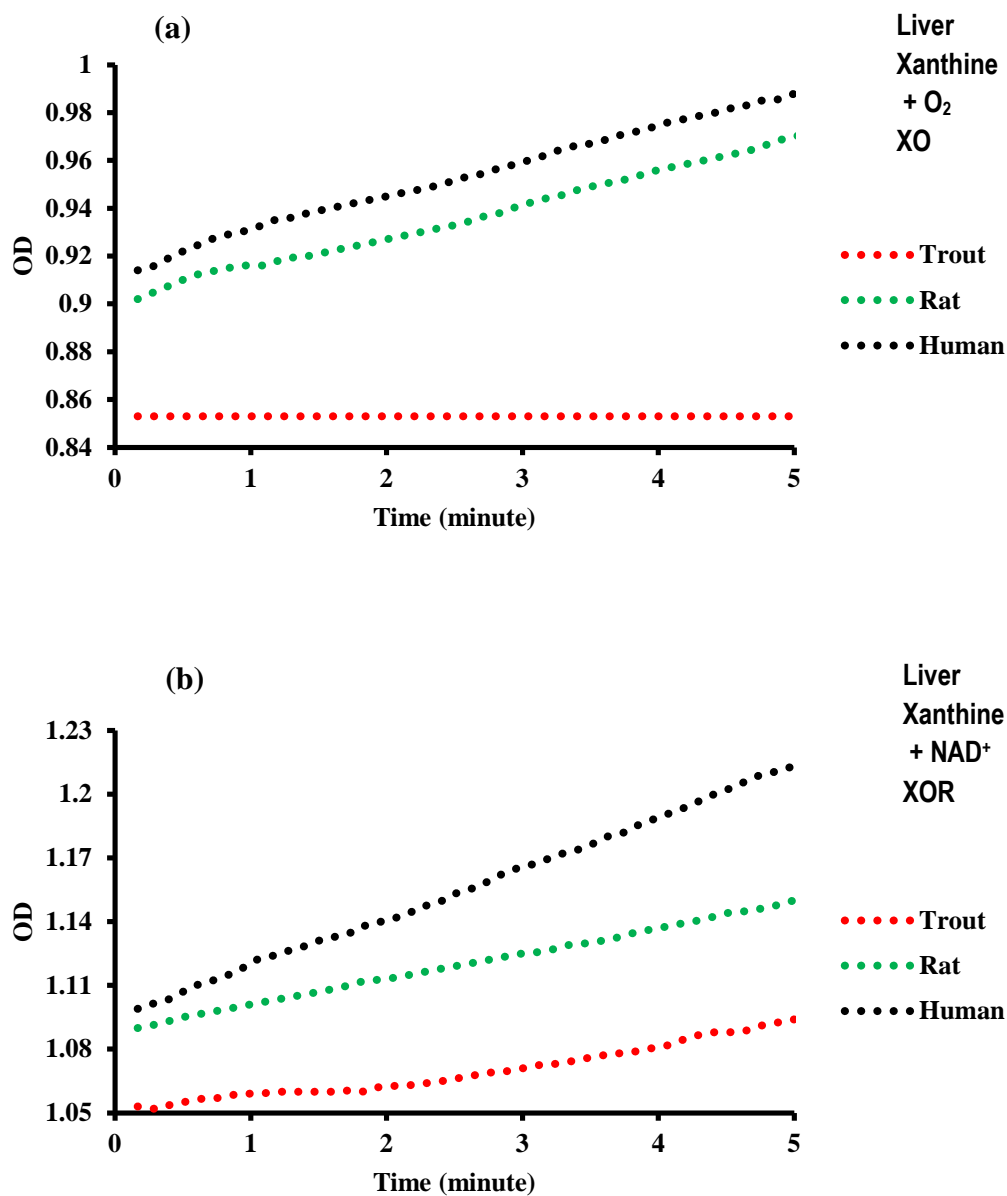 (a)
Liver
Xanthine
+ O₂
XO
1
0.98
0.96
0.94
0.92
0.9
0.88
0.86
0.84
OD
0 1 2 3 4 5
Time (minute)
Trout
Rat
Human
(b)
Liver
Xanthine
+ NAD⁺
XOR
1.23
1.2
1.17
1.14
1.11
1.08
1.05
OD
0 1 2 3 4 5
Time (minute)
Trout
Rat
Human